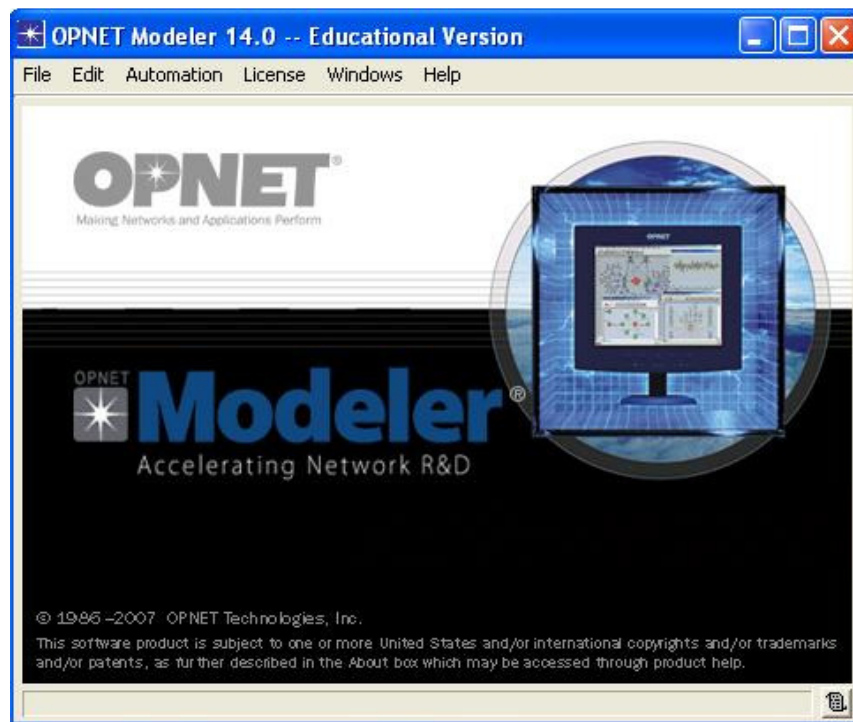 OPNET Modeler 14.0 -- Educational Version
File Edit Automation License Windows Help
OPNET®
Making Networks and Applications Perform
OPNET
OPNET
Modeler®
Accelerating Network R&D
© 1986–2007 OPNET Technologies, Inc.
This software product is subject to one or more United States and/or international copyrights and/or trademarks
and/or patents, as further described in the About box which may be accessed through product help.